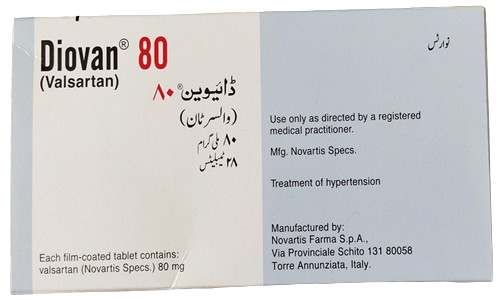 Diovan® 80
(Valsartan)
ڈائیوین® ۸۰
(والسرٹان)
۸۰ ملی گرام
۲۸ ٹیبلیٹس
Each film-coated tablet contains:
valsartan (Novartis Specs.) 80 mg
نوارٹس
Use only as directed by a registered
medical practitioner.
Mfg. Novartis Specs.
Treatment of hypertension
Manufactured by:
Novartis Farma S.p.A.,
Via Provinciale Schito 131 80058
Torre Annunziata, Italy.